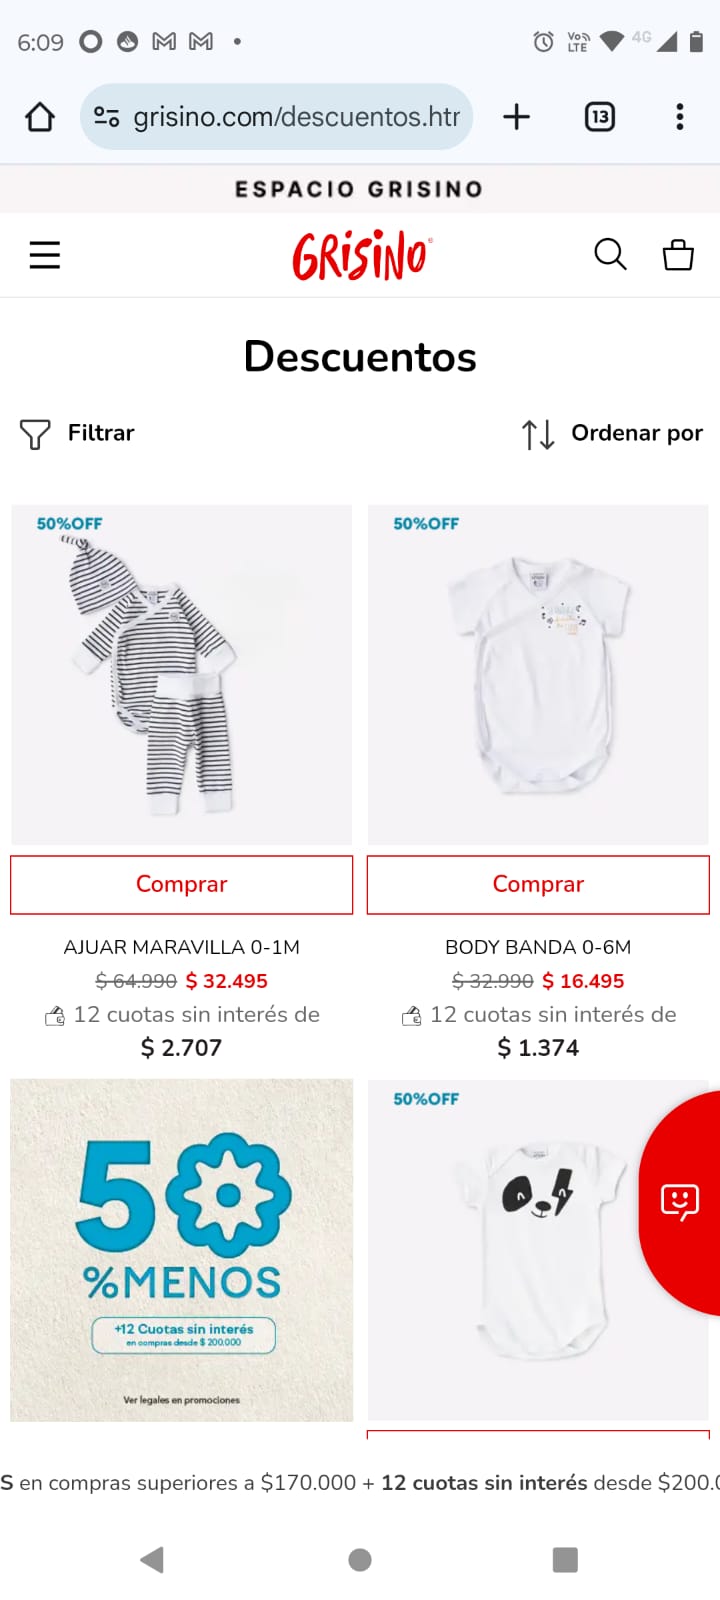 6:09
VoD LTE
4G
grisino.com/descuentos.htr
13
ESPACIO GRISINO
GRISINO
Descuentos
Filtrar
Ordenar por
50%OFF
50%OFF
Comprar
Comprar
AJUAR MARAVILLA 0-1M
BODY BANDA 0-6M
$ 64.990 $ 32.495
$ 32.990 $ 16.495
12 cuotas sin interés de
12 cuotas sin interés de
$ 2.707
$ 1.374
50
%MENOS
+12 Cuotas sin interés
en compras desde $ 200.000
Ver legales en promociones
50%OFF
S en compras superiores a $170.000 + 12 cuotas sin interés desde $200.0